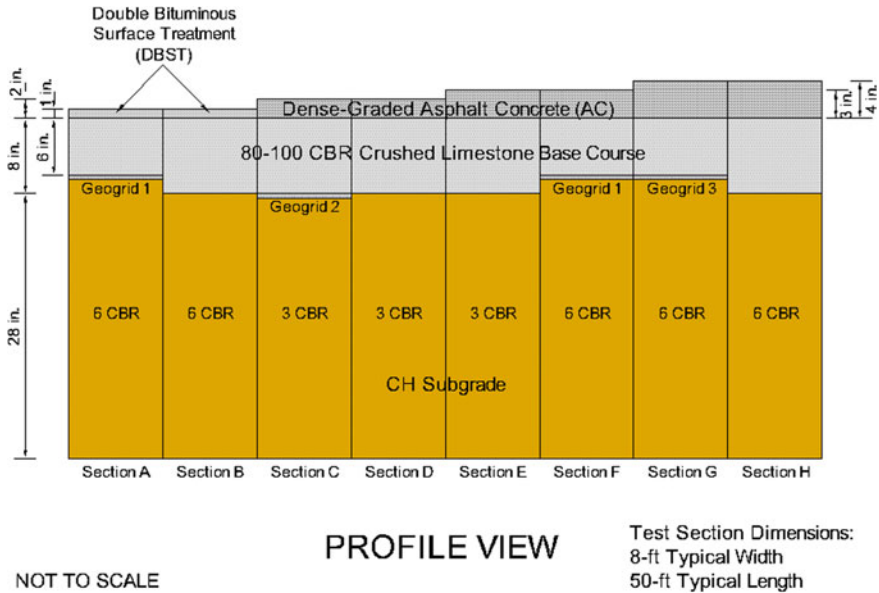 Double Bituminous
Surface Treatment
(DBST)
2 in.
1 in.
8 in.
6 in.
28 in.
3 in.
4 in.
Dense-Graded Asphalt Concrete (AC)
80-100 CBR Crushed Limestone Base Course
Geogrid 1
Geogrid 2
Geogrid 1
Geogrid 3
6 CBR
6 CBR
3 CBR
3 CBR
3 CBR
6 CBR
6 CBR
6 CBR
CH Subgrade
Section A
Section B
Section C
Section D
Section E
Section F
Section G
Section H
PROFILE VIEW
Test Section Dimensions:
8-ft Typical Width
50-ft Typical Length
NOT TO SCALE